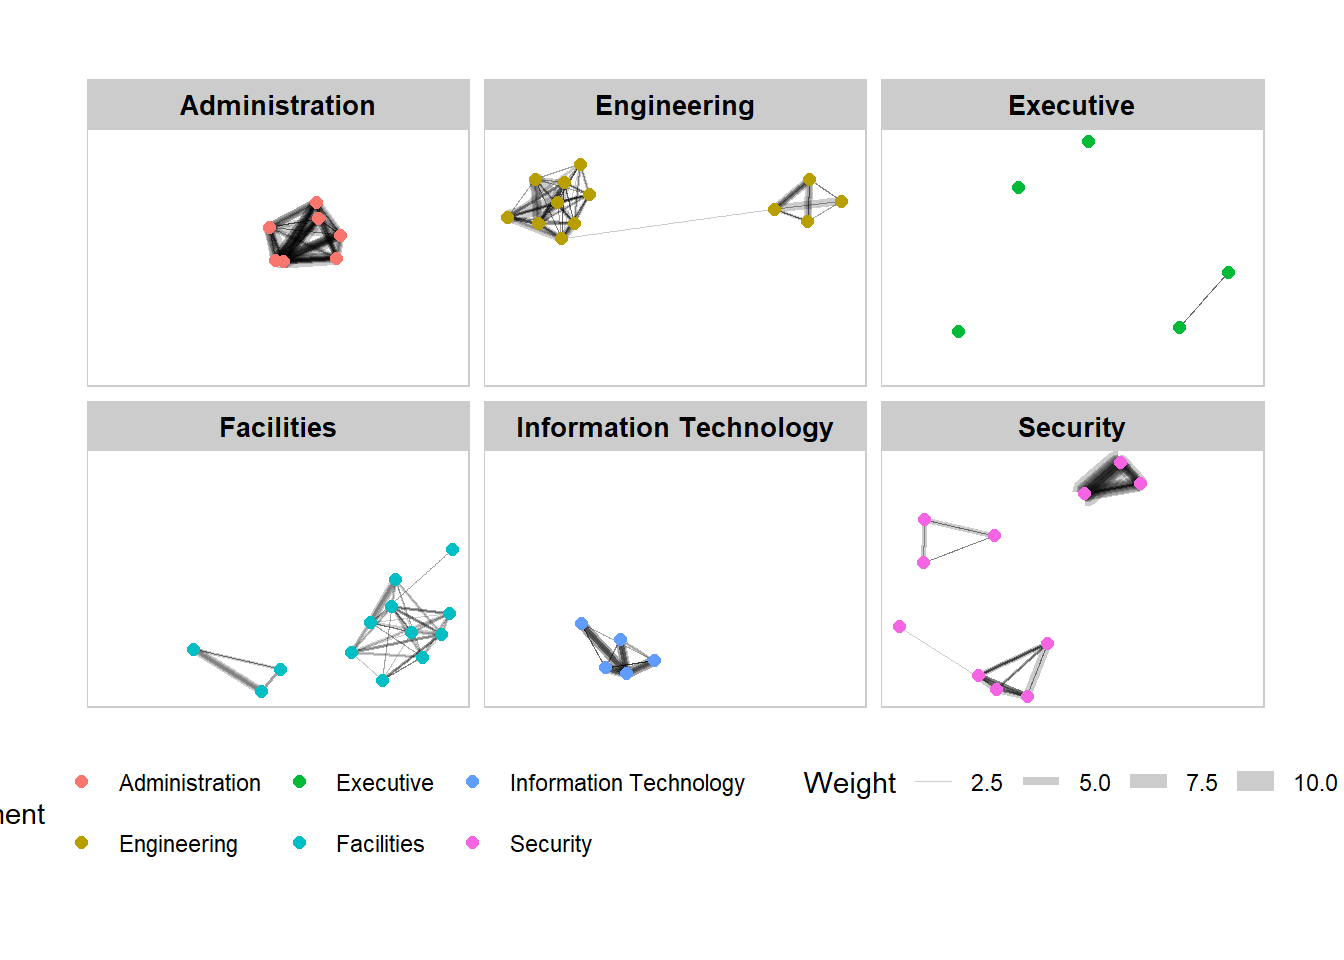 Administration Engineering Executive
Facilities Information Technology Security
Administration Executive Information Technology Weight 2.5 5.0 7.5 10.0
Engineering Facilities Security